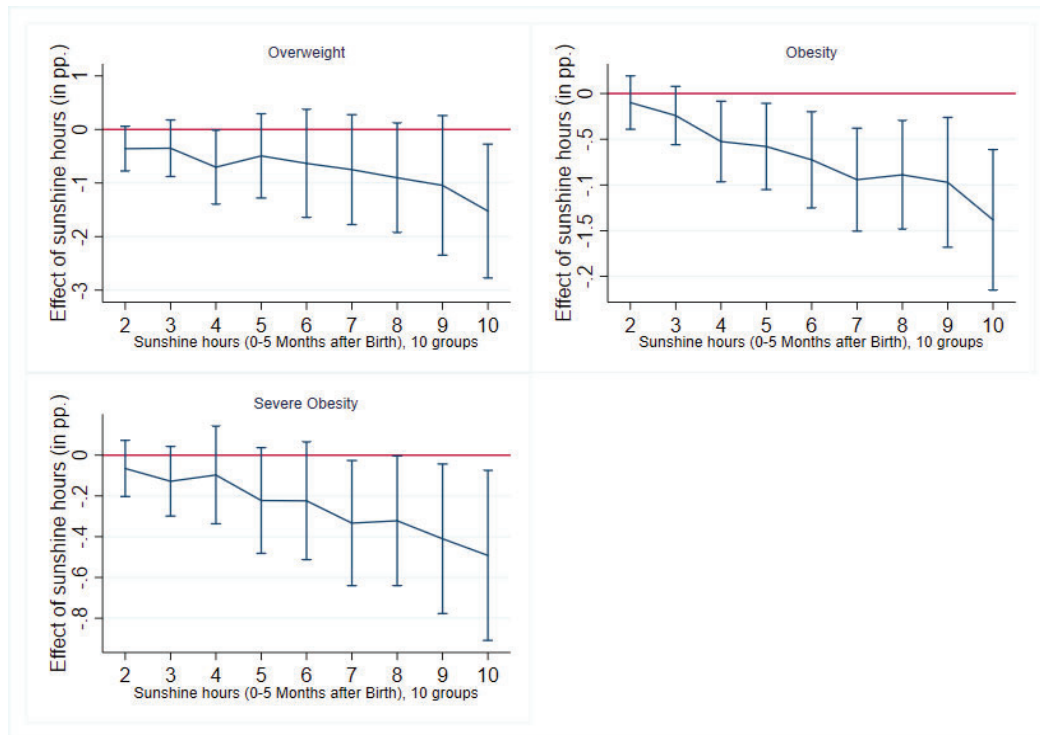 Overweight
Effect of sunshine hours (in pp.)
1
0
-1
-2
-3
2 3 4 5 6 7 8 9 10
Sunshine hours (0-5 Months after Birth), 10 groups
Obesity
Effect of sunshine hours (in pp.)
0
-.5
-1
-1.5
-2
2 3 4 5 6 7 8 9 10
Sunshine hours (0-5 Months after Birth), 10 groups
Severe Obesity
Effect of sunshine hours (in pp.)
0
-.2
-.4
-.6
-.8
2 3 4 5 6 7 8 9 10
Sunshine hours (0-5 Months after Birth), 10 groups